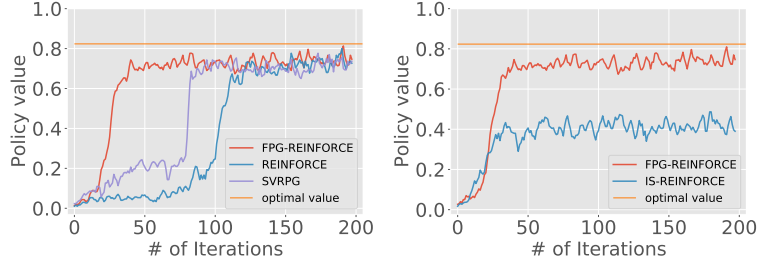 1.0
0.8
0.6
0.4
0.2
0.0
Policy value
FPG-REINFORCE
REINFORCE
SVRPG
optimal value
0 50 100 150 200
# of Iterations
1.0
0.8
0.6
0.4
0.2
0.0
Policy value
FPG-REINFORCE
IS-REINFORCE
optimal value
0 50 100 150 200
# of Iterations